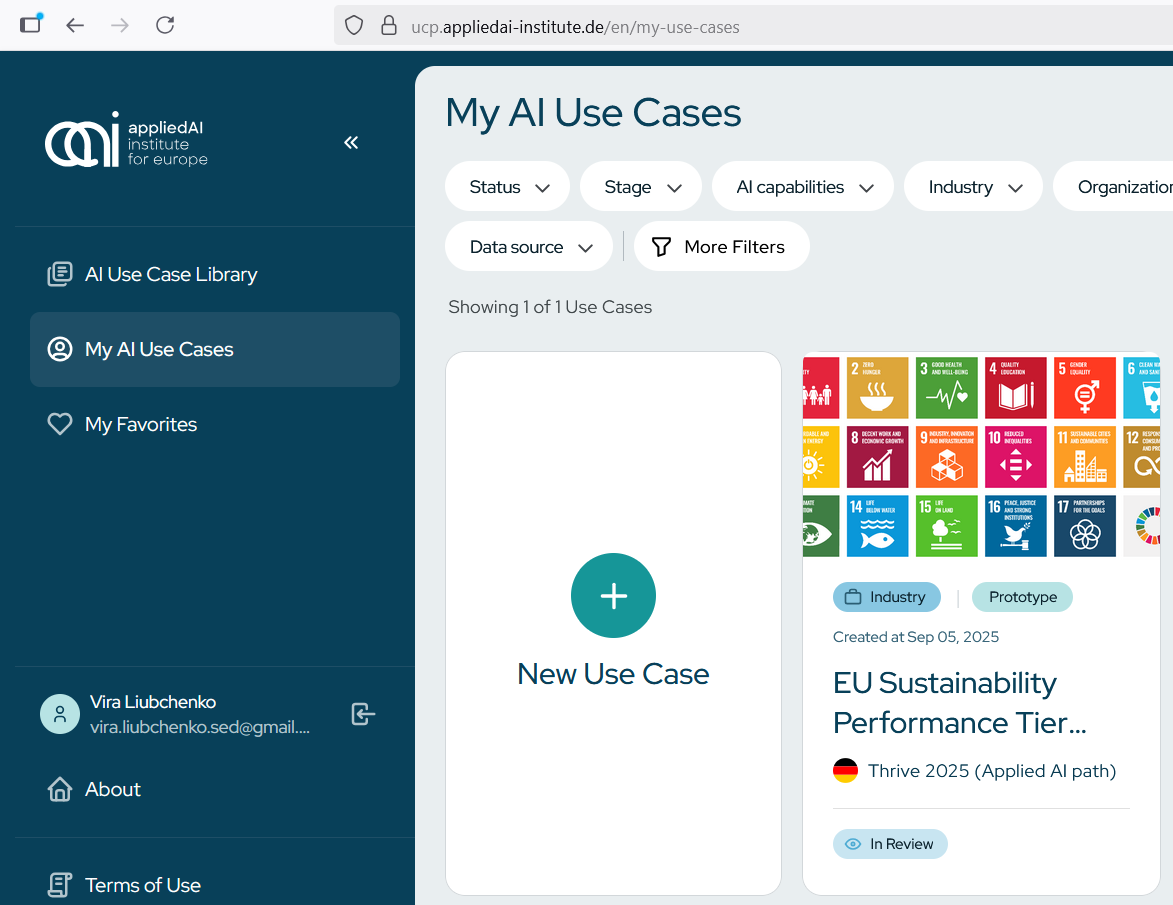 ucp.appliedai-institute.de/en/my-use-cases
appliedAI
institute
for europe
AI Use Case Library
My AI Use Cases
My Favorites
Vira Liubchenko
vira.liubchenko.sed@gmail....
About
Terms of Use
My AI Use Cases
Status
Stage
AI capabilities
Industry
Organization
Data source
More Filters
Showing 1 of 1 Use Cases
New Use Case
2 ZERO
HUNGER
3 GOOD HEALTH
AND WELL-BEING
4 QUALITY
EDUCATION
5 GENDER
EQUALITY
6 CLEAN WA
AND SANI
8 DECENT WORK AND
ECONOMIC GROWTH
9 INDUSTRY, INNOVATION
AND INFRASTRUCTURE
10 REDUCED
INEQUALITIES
11 SUSTAINABLE CITIES
AND COMMUNITIES
12 RESPON
CONSUM
AND PRO
14 LIFE
BELOW WATER
15 LIFE
ON LAND
16 PEACE, JUSTICE
AND STRONG
INSTITUTIONS
17 PARTNERSHIPS
FOR THE GOALS
Industry
Prototype
Created at Sep 05, 2025
EU Sustainability
Performance Tier...
Thrive 2025 (Applied AI path)
In Review